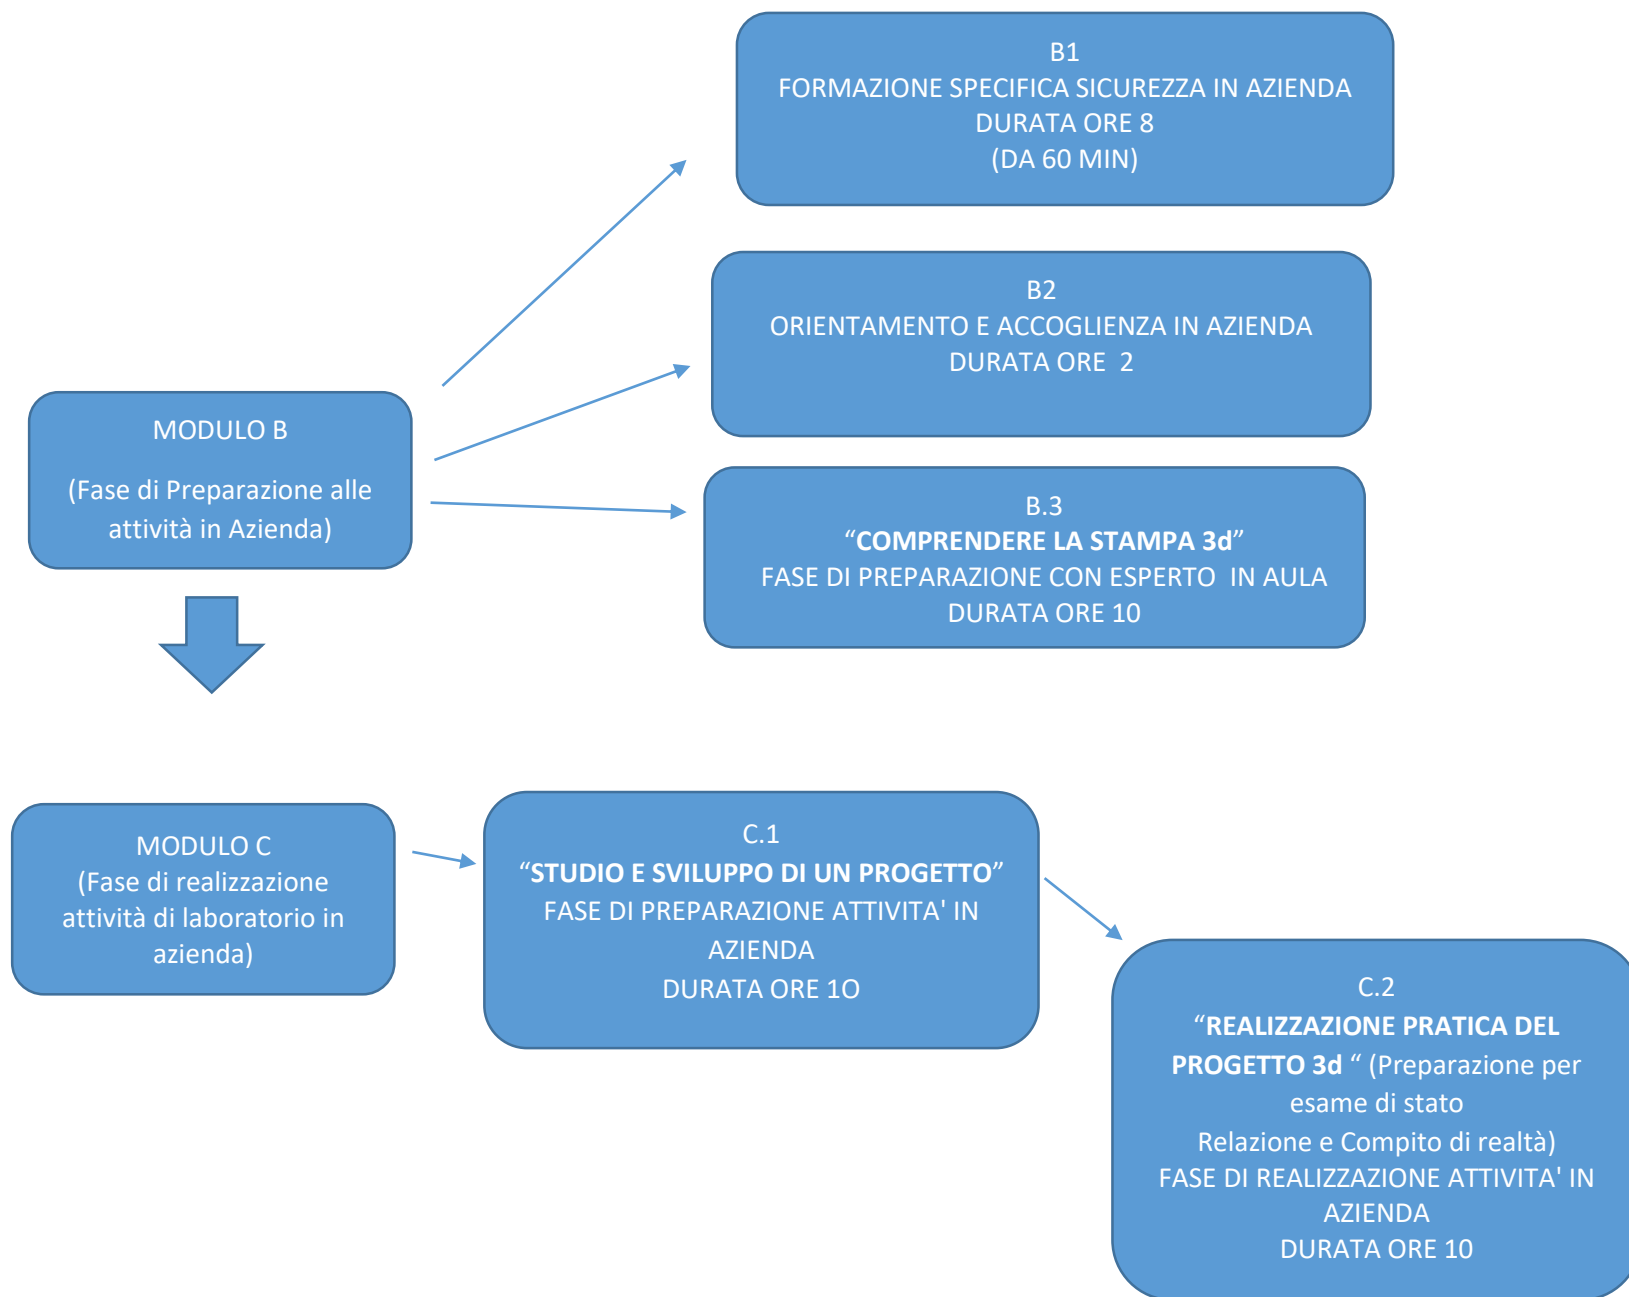 B1
FORMAZIONE SPECIFICA SICUREZZA IN AZIENDA
DURATA ORE 8
(DA 60 MIN)
B2
ORIENTAMENTO E ACCOGLIENZA IN AZIENDA
DURATA ORE  2
MODULO B
(Fase di Preparazione alle
attività in Azienda)
B.3
“COMPRENDERE LA STAMPA 3d”
FASE DI PREPARAZIONE CON ESPERTO  IN AULA
DURATA ORE 10
MODULO C
(Fase di realizzazione
attività di laboratorio in
azienda)
C.1
“STUDIO E SVILUPPO DI UN PROGETTO”
FASE DI PREPARAZIONE ATTIVITA' IN
AZIENDA
DURATA ORE 1O
C.2
“REALIZZAZIONE PRATICA DEL
PROGETTO 3d “ (Preparazione per
esame di stato
Relazione e Compito di realtà)
FASE DI REALIZZAZIONE ATTIVITA' IN
AZIENDA
DURATA ORE 10